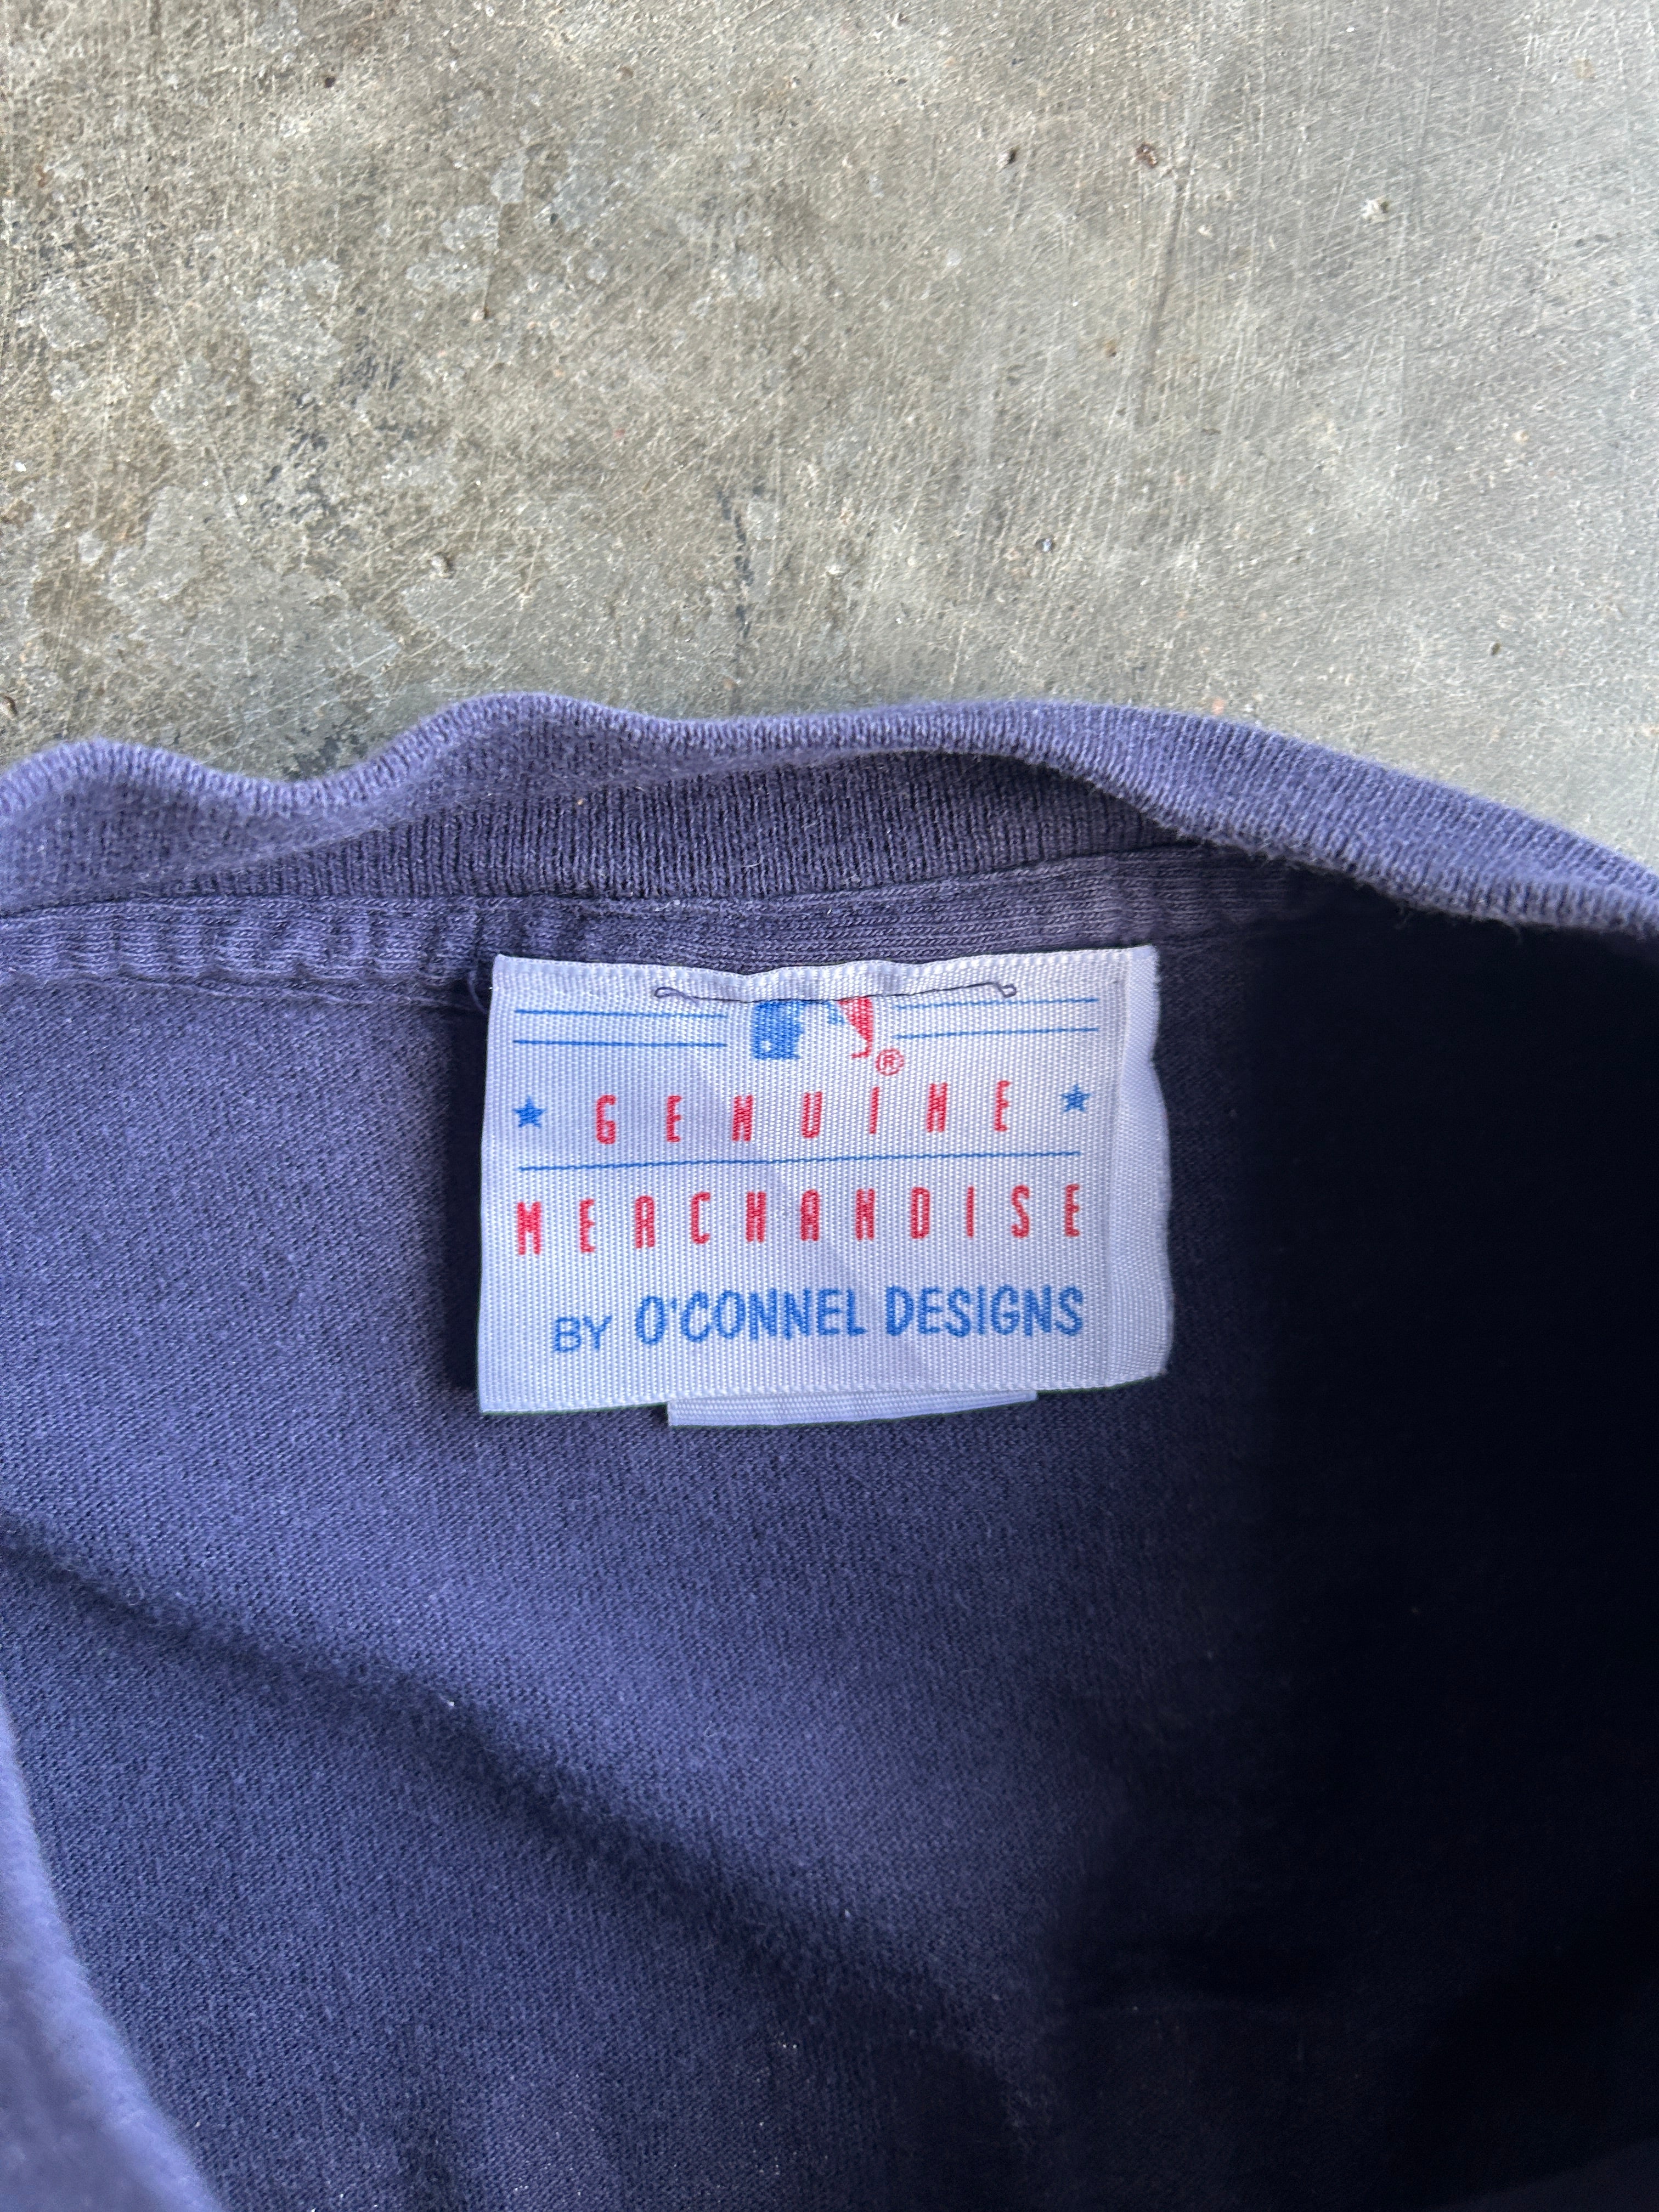 ®
GENUINE
MERCHANDISE
BY O'CONNEL DESIGNS